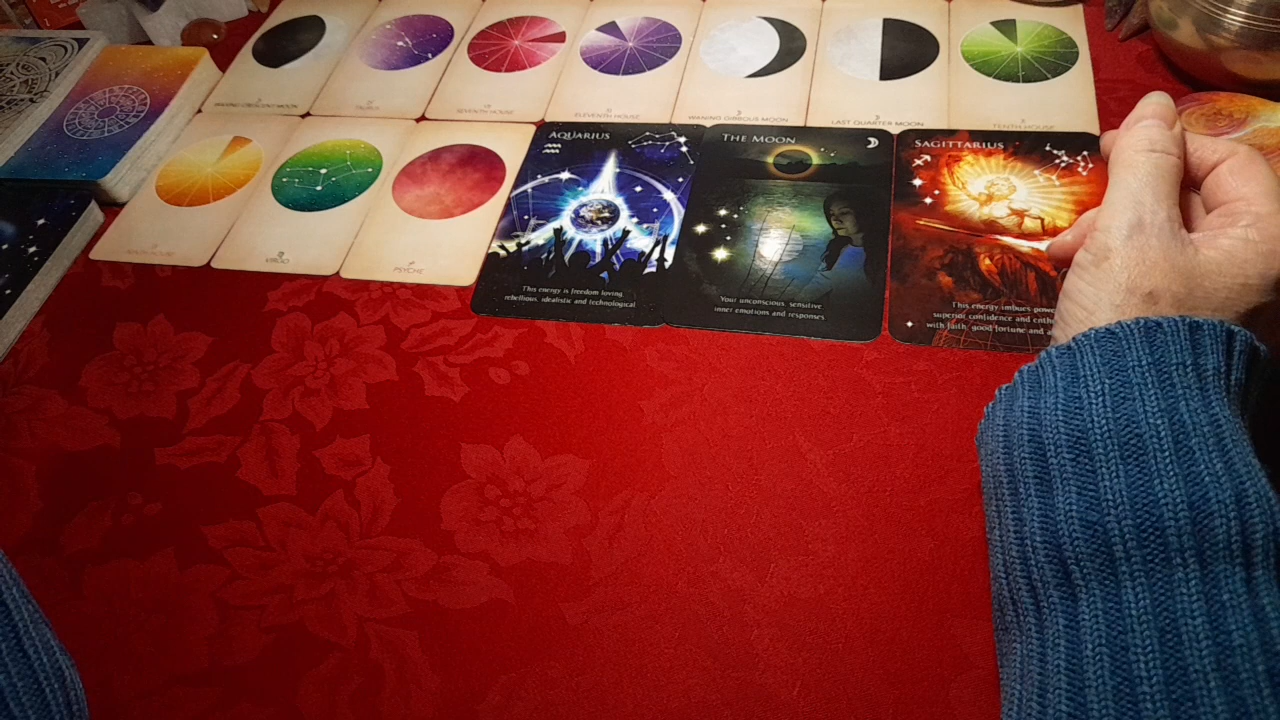 WANING CRESCENT MOON
TAURUS
SEVENTH HOUSE
ELEVENTH HOUSE
WANING GIBBOUS MOON
LAST QUARTER MOON
TENTH HOUSE
HOUSE
VIRGO
PSYCHE
AQUARIUS
This energy is freedom loving,
rebellious, idealistic and technological
THE MOON
Your unconscious, sensitive,
inner emotions and responses
SAGITTARIUS
This energy imbues
superior confidence and
with faith, good fortune and